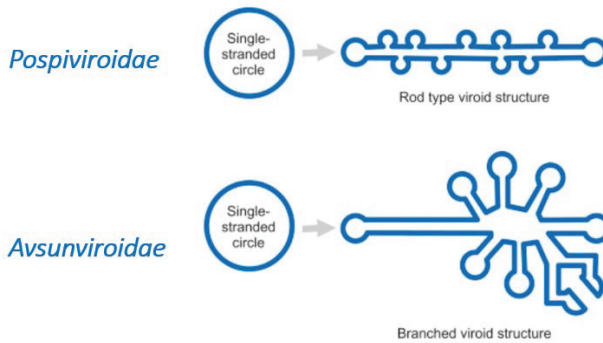 Pospiviroidae
Single-
stranded
circle
Rod type viroid structure
Avsunviroidae
Single-
stranded
circle
Branched viroid structure